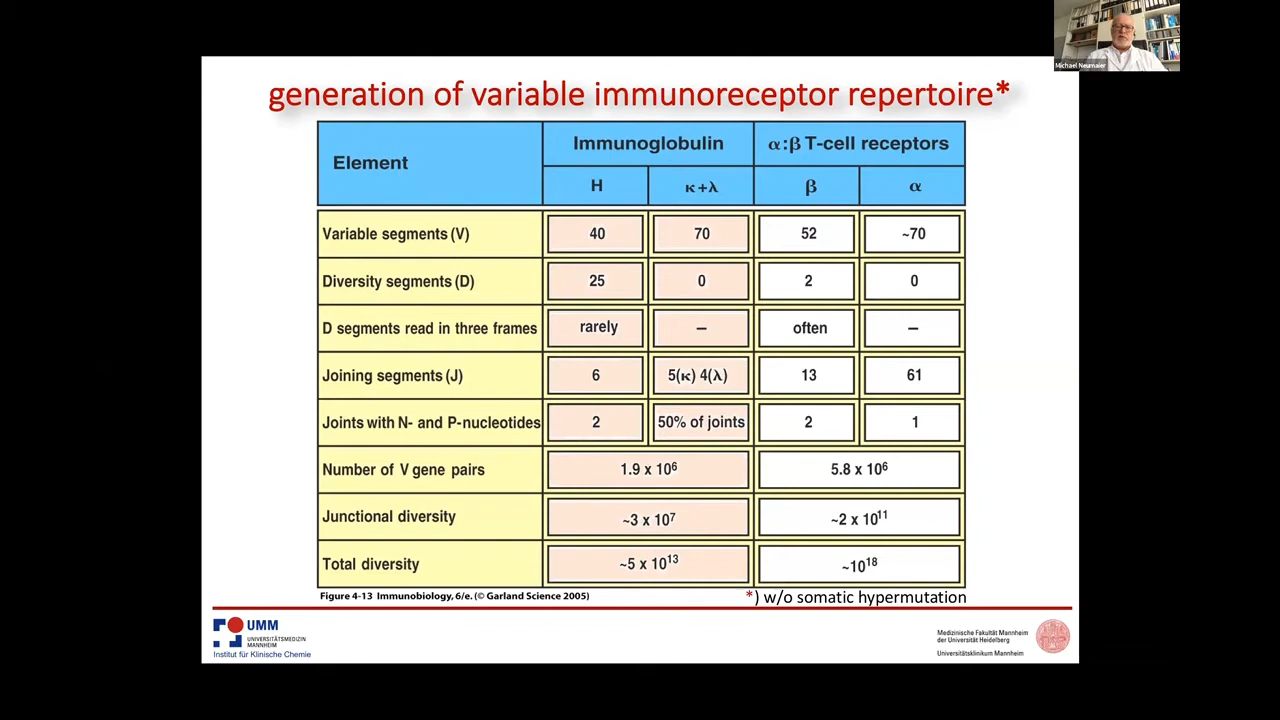 Michael Neumaier
generation of variable immunoreceptor repertoire*
Element
Immunoglobulin
α:β T-cell receptors
H
κ+λ
β
α
Variable segments (V)
40
70
52
~70
Diversity segments (D)
25
0
2
0
D segments read in three frames
rarely
–
often
–
Joining segments (J)
6
5(κ) 4(λ)
13
61
Joints with N- and P-nucleotides
2
50% of joints
2
1
Number of V gene pairs
1.9 x 10⁶
5.8 x 10⁶
Junctional diversity
~3 x 10⁷
~2 x 10¹¹
Total diversity
~5 x 10¹³
~10¹⁸
Figure 4-13 Immunobiology, 6/e. (© Garland Science 2005)
*) w/o somatic hypermutation
UMM
UNIVERSITÄTSMEDIZIN
MANNHEIM
Institut für Klinische Chemie
Medizinische Fakultät Mannheim
der Universität Heidelberg
Universitätsklinikum Mannheim